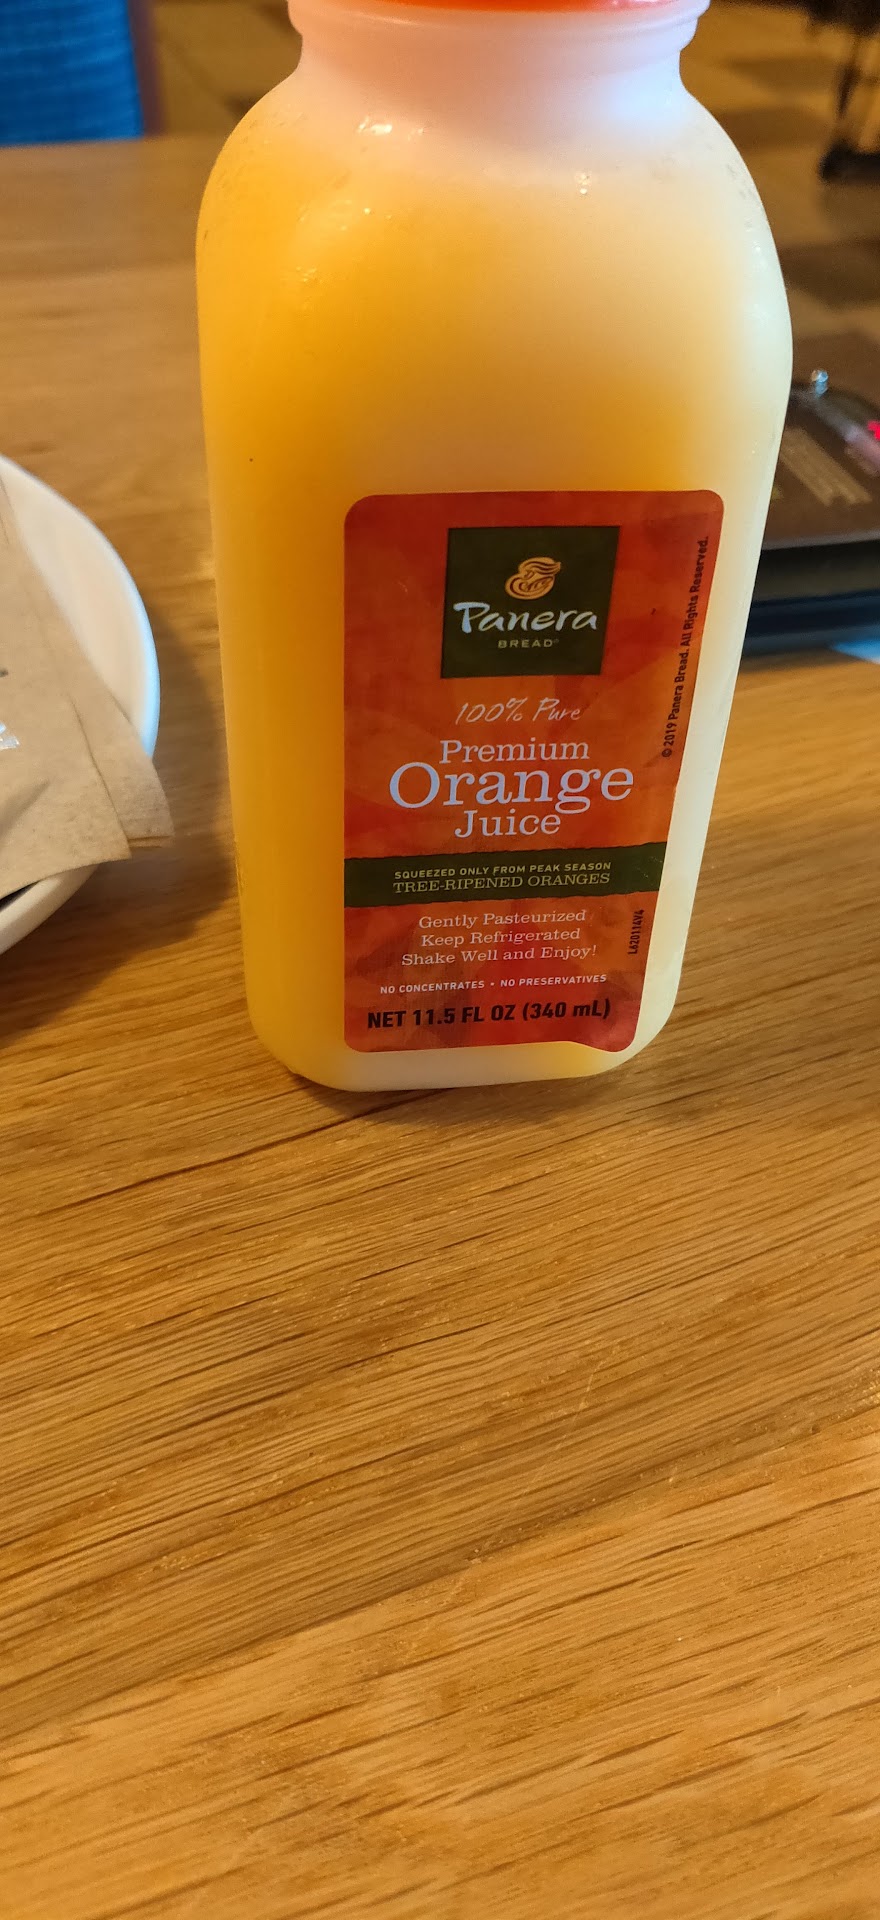 Panera
BREAD®
100% Pure
Premium
Orange
Juice
SQUEEZED ONLY FROM PEAK SEASON
TREE-RIPENED ORANGES
Gently Pasteurized
Keep Refrigerated
Shake Well and Enjoy!
NO CONCENTRATES • NO PRESERVATIVES
NET 11.5 FL OZ (340 mL)
© 2019 Panera Bread. All Rights Reserved.
L620114V4